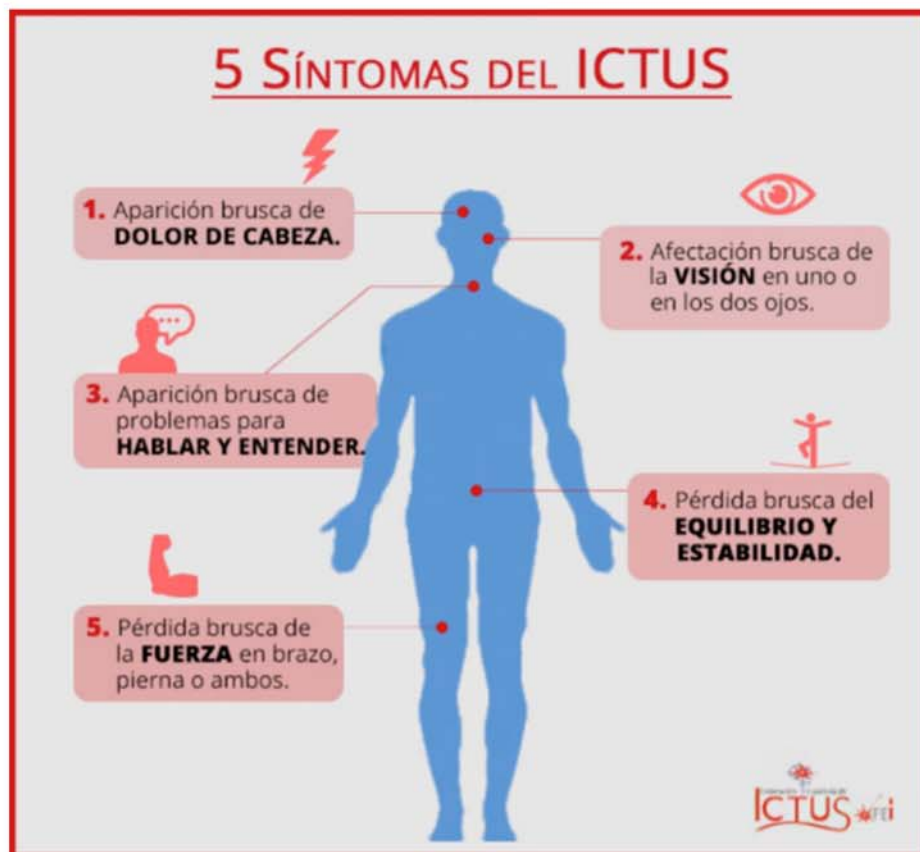 5 SÍNTOMAS DEL ICTUS
1. Aparición brusca de
DOLOR DE CABEZA.
2. Afectación brusca de
la VISIÓN en uno o
en los dos ojos.
3. Aparición brusca de
problemas para
HABLAR Y ENTENDER.
4. Pérdida brusca del
EQUILIBRIO Y
ESTABILIDAD.
5. Pérdida brusca de
la FUERZA en brazo,
pierna o ambos.
ICTUS